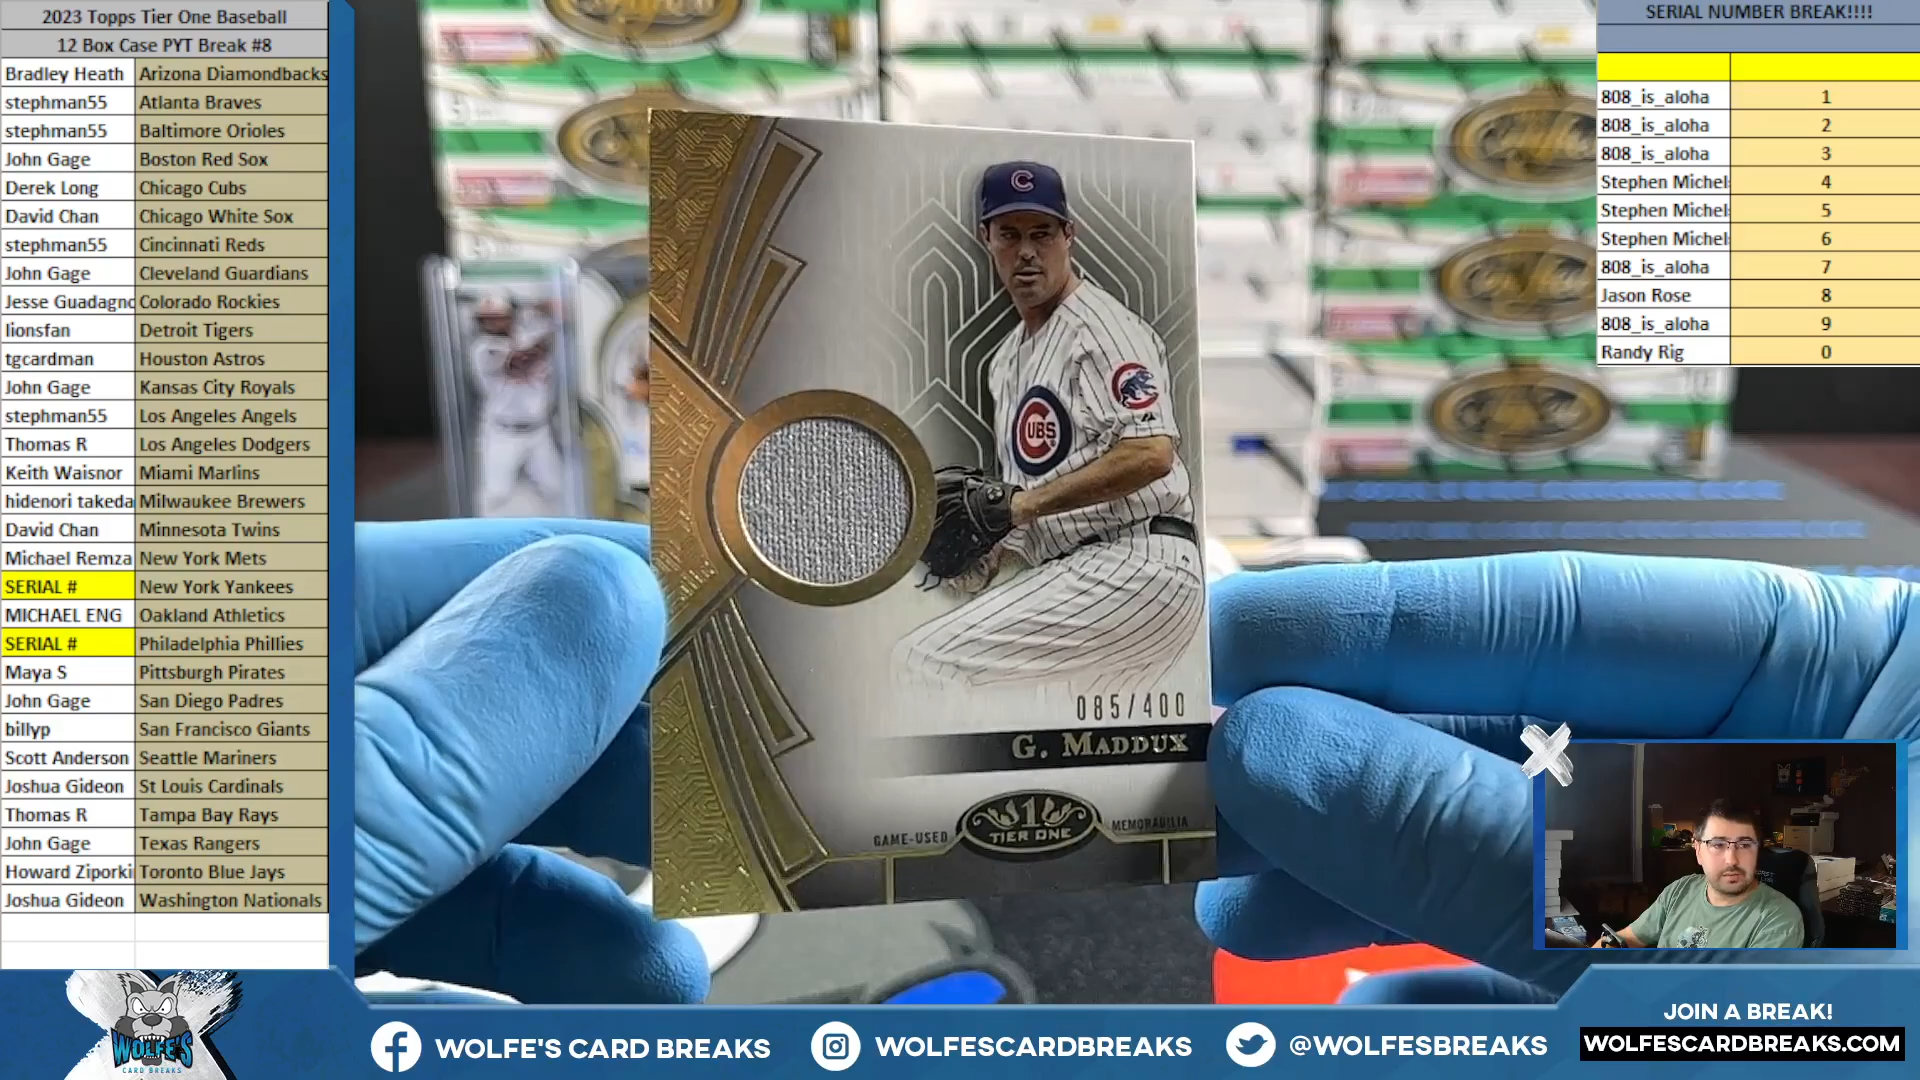 2023 Topps Tier One Baseball
12 Box Case PYT Break #8
Bradley Heath Arizona Diamondbacks
stephman55 Atlanta Braves
stephman55 Baltimore Orioles
John Gage Boston Red Sox
Derek Long Chicago Cubs
David Chan Chicago White Sox
stephman55 Cincinnati Reds
John Gage Cleveland Guardians
Jesse Guadagno Colorado Rockies
lionsfan Detroit Tigers
tgcardman Houston Astros
John Gage Kansas City Royals
stephman55 Los Angeles Angels
Thomas R Los Angeles Dodgers
Keith Waisnor Miami Marlins
hidenori takeda Milwaukee Brewers
David Chan Minnesota Twins
Michael Remza New York Mets
SERIAL # New York Yankees
MICHAEL ENG Oakland Athletics
SERIAL # Philadelphia Phillies
Maya S Pittsburgh Pirates
John Gage San Diego Padres
billyp San Francisco Giants
Scott Anderson Seattle Mariners
Joshua Gideon St Louis Cardinals
Thomas R Tampa Bay Rays
John Gage Texas Rangers
Howard Ziporki Toronto Blue Jays
Joshua Gideon Washington Nationals
C
CUBS
085/400
G. MADDUX
GAME-USED
1
TIER ONE
MEMORABILIA
SERIAL NUMBER BREAK!!!!
808_is_aloha 1
808_is_aloha 2
808_is_aloha 3
Stephen Michel 4
Stephen Michel 5
Stephen Michel 6
808_is_aloha 7
Jason Rose 8
808_is_aloha 9
Randy Rig 0
WOLFE'S
CARD BREAKS
WOLFE'S CARD BREAKS
WOLFESCARDBREAKS
@WOLFESBREAKS
JOIN A BREAK!
WOLFESCARDBREAKS.COM